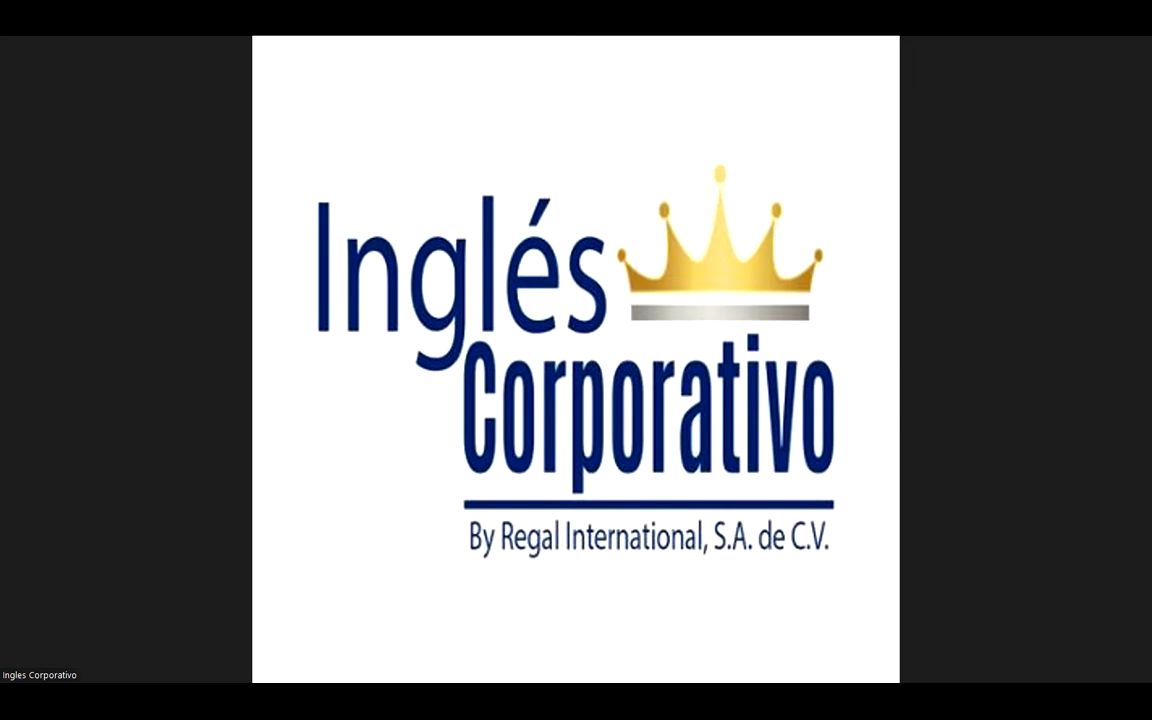 Inglés
Corporativo
By Regal International, S.A. de C.V.
Ingles Corporativo